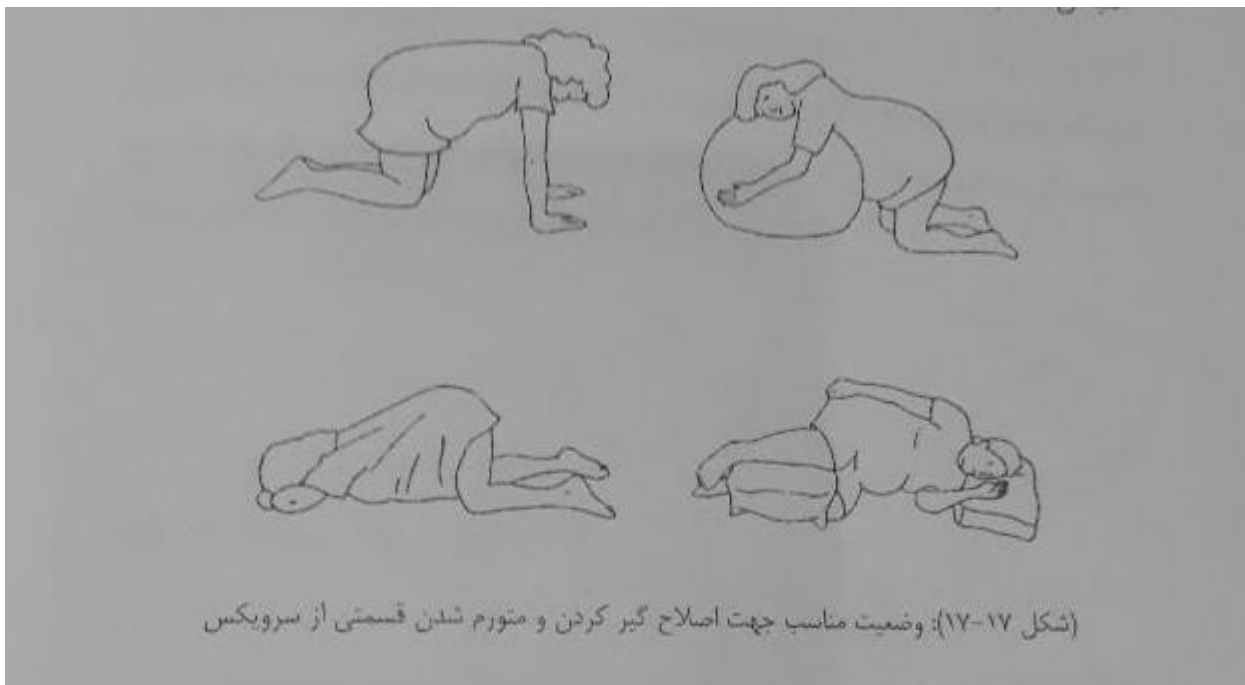 (شکل ۱۷-۱۷): وضعیت مناسب جهت اصلاح گیر کردن و متورم شدن قسمتی از سرویکس